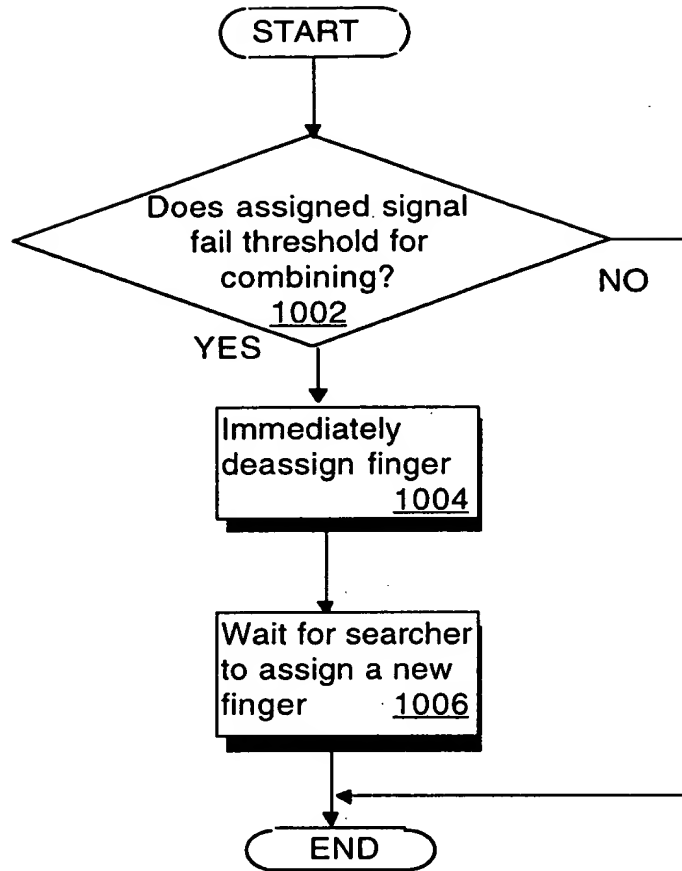 START
Does assigned signal
fail threshold for
combining?
1002
YES
NO
Immediately
deassign finger
1004
Wait for searcher
to assign a new
finger 1006
END